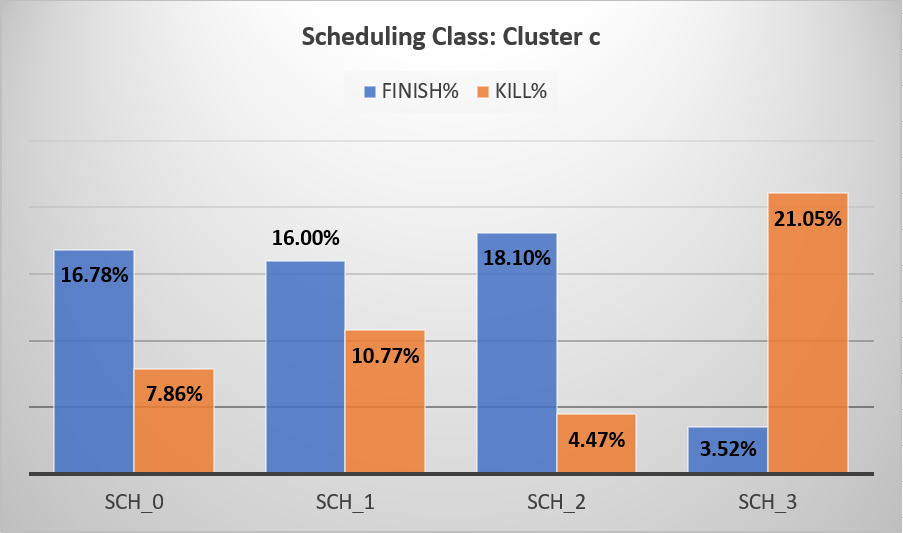 Scheduling Class: Cluster c
FINISH% KILL%
16.78%
7.86%
16.00%
10.77%
18.10%
4.47%
3.52%
21.05%
SCH_0 SCH_1 SCH_2 SCH_3